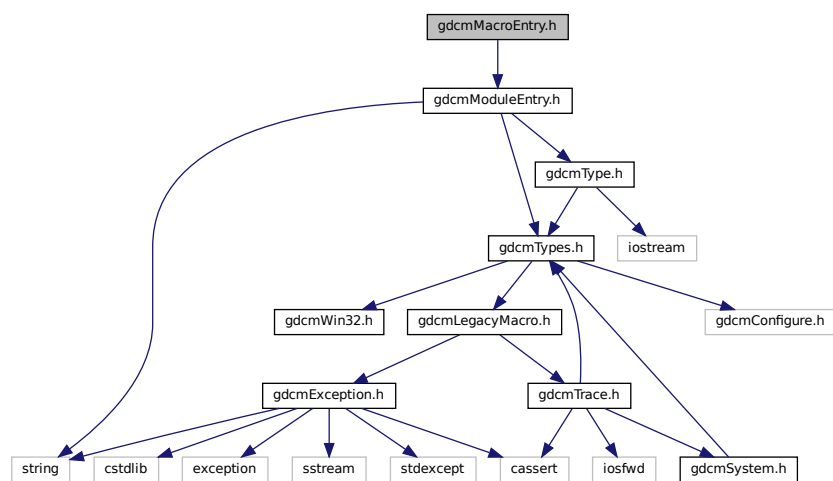 gdcmMacroEntry.h
gdcmModuleEntry.h
gdcmType.h
gdcmTypes.h
iostream
gdcmWin32.h
gdcmLegacyMacro.h
gdcmConfigure.h
gdcmException.h
gdcmTrace.h
string
cstdlib
exception
sstream
stdexcept
cassert
iosfwd
gdcmSystem.h